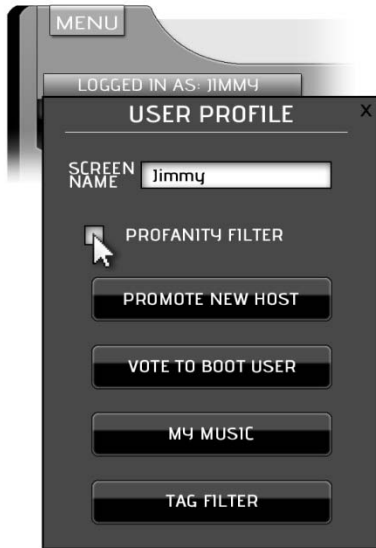 MENU
LOGGED IN AS: JIMMY
USER PROFILE
X
SCREEN
NAME
Jimmy
PROFANITY FILTER
PROMOTE NEW HOST
VOTE TO BOOT USER
MY MUSIC
TAG FILTER